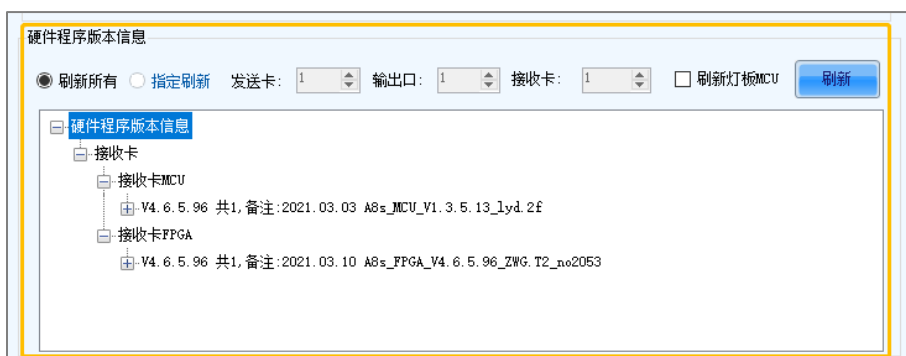 硬件程序版本信息
刷新所有 指定刷新 发送卡: 1 输出口: 1 接收卡: 1 刷新灯板MCU 刷新
硬件程序版本信息
接收卡
接收卡MCU
V4.6.5.96 共1,备注:2021.03.03 A8s_MCU_V1.3.5.13_lyd.2f
接收卡FPGA
V4.6.5.96 共1,备注:2021.03.10 A8s_FPGA_V4.6.5.96_ZWG.T2_no2053